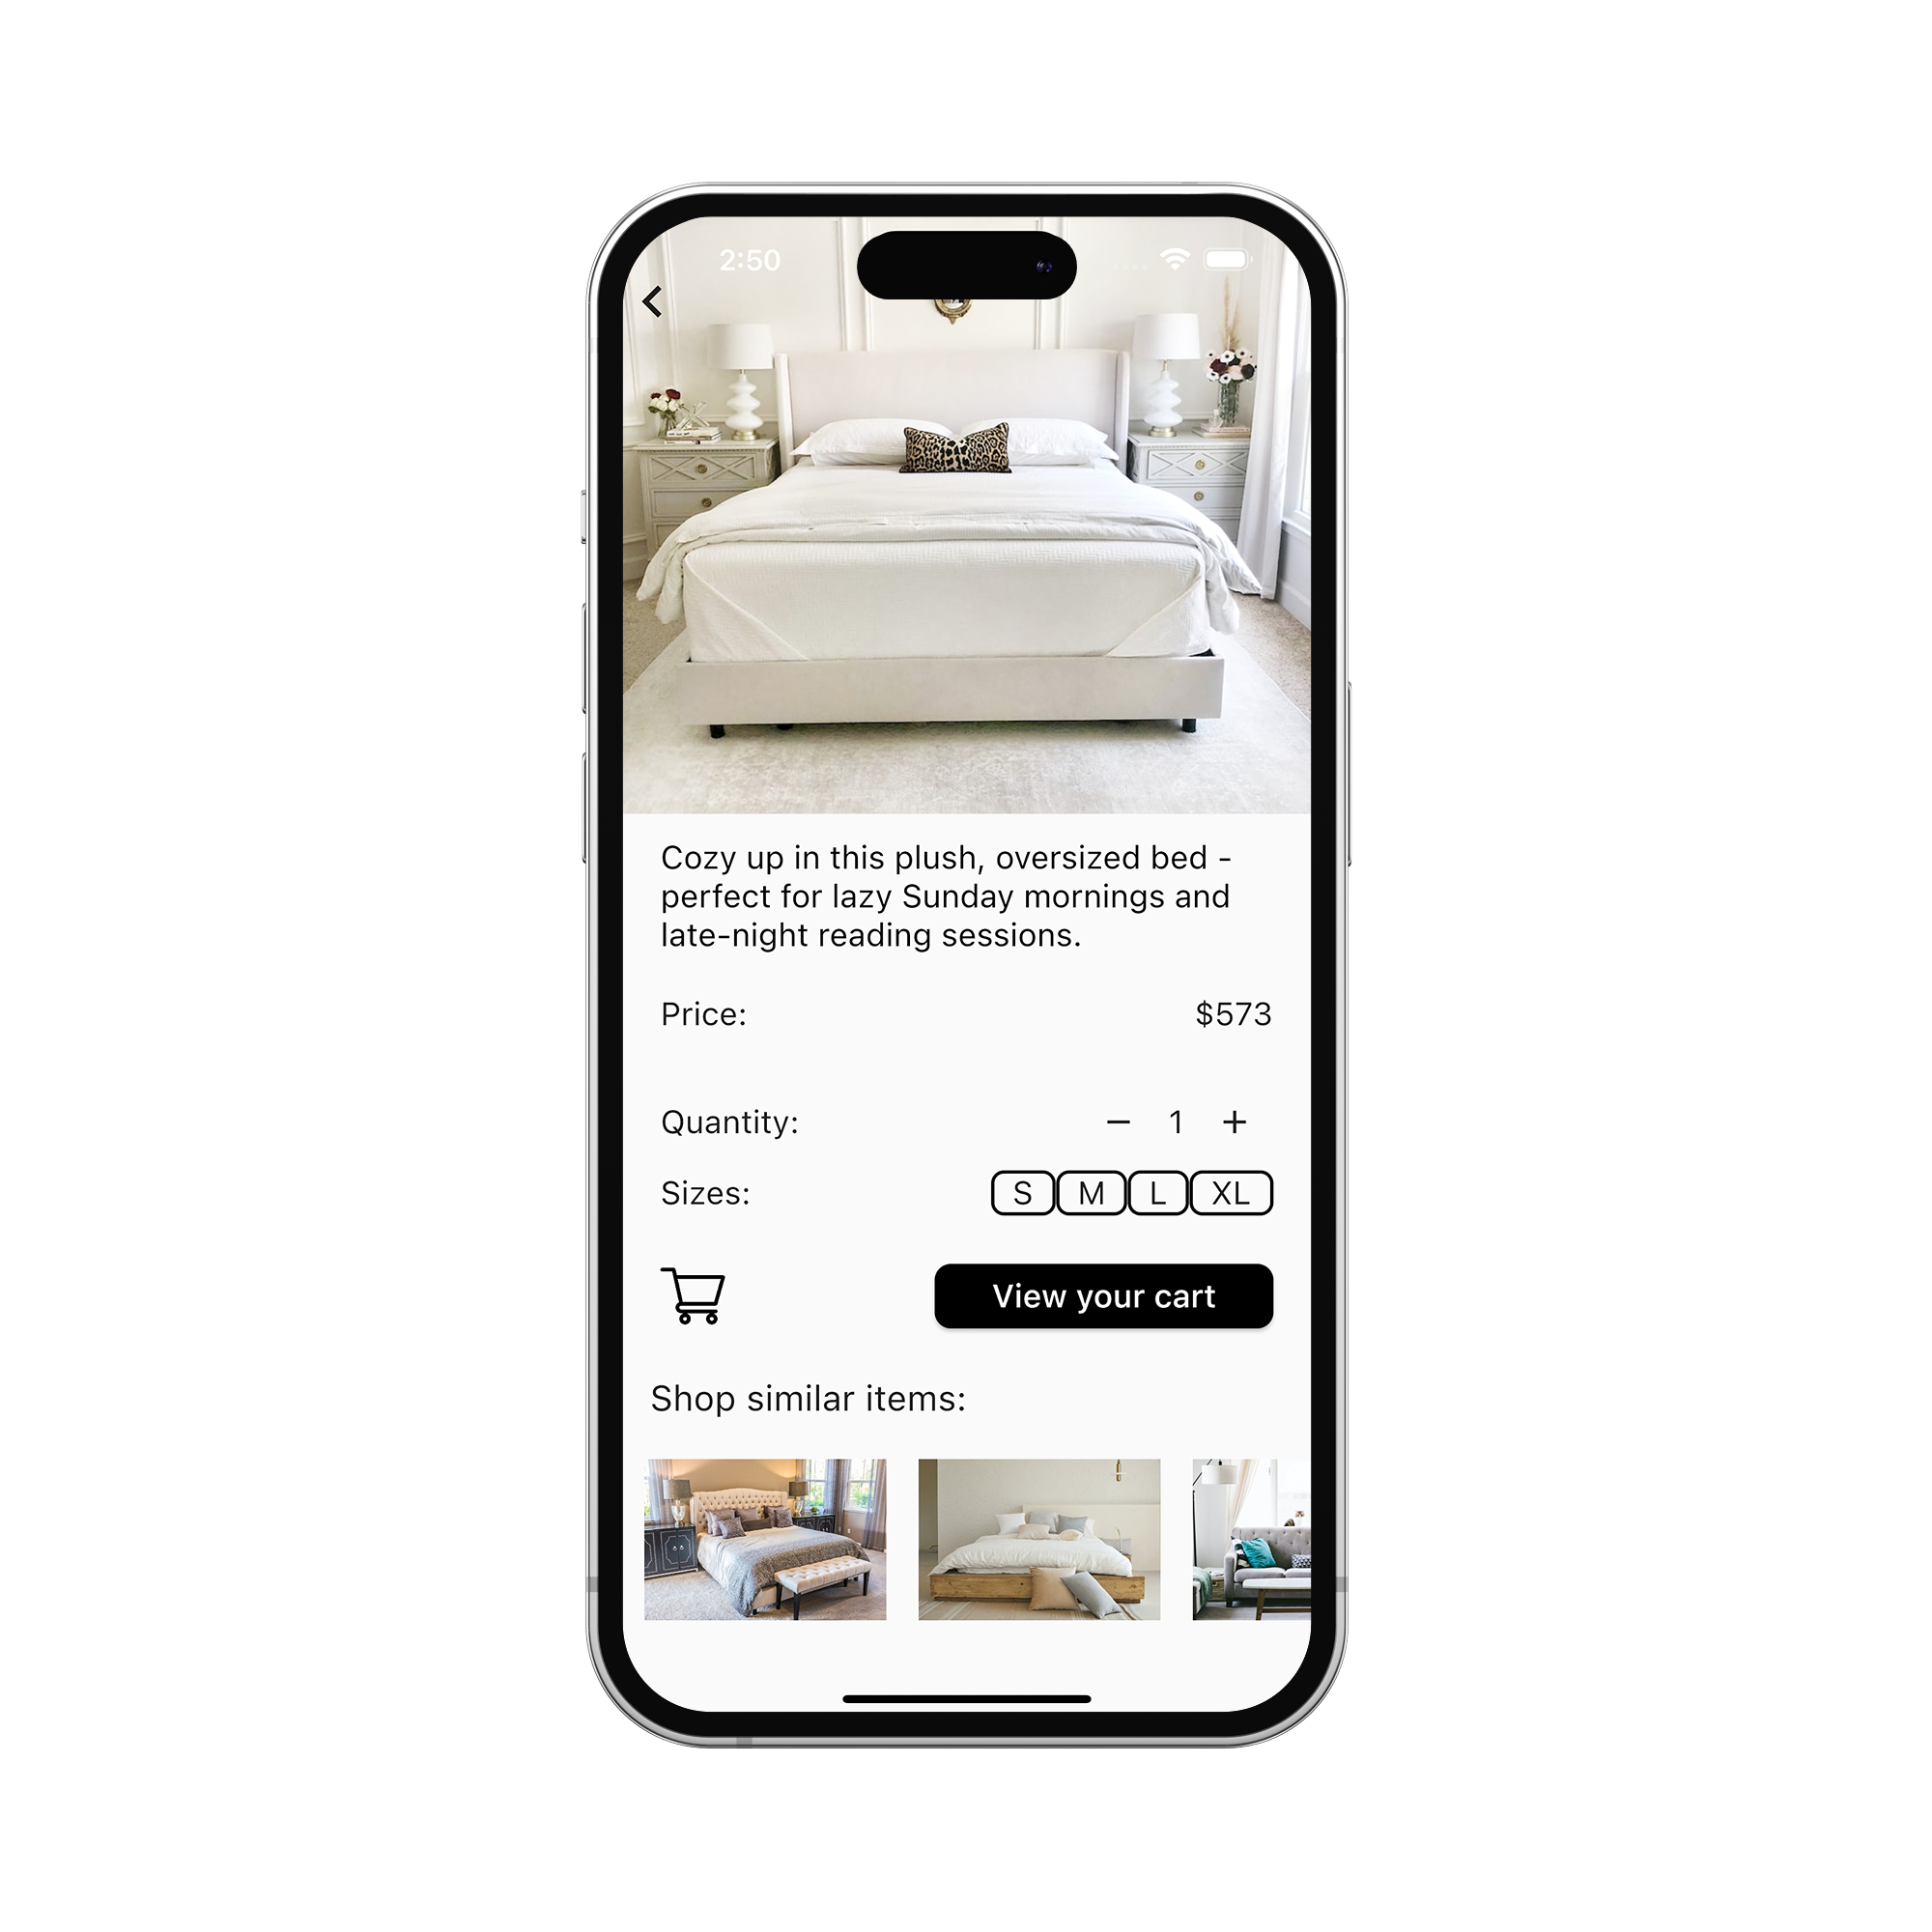 2:50
Cozy up in this plush, oversized bed -
perfect for lazy Sunday mornings and
late-night reading sessions.
Price: $573
Quantity: − 1 +
Sizes: S M L XL
View your cart
Shop similar items: